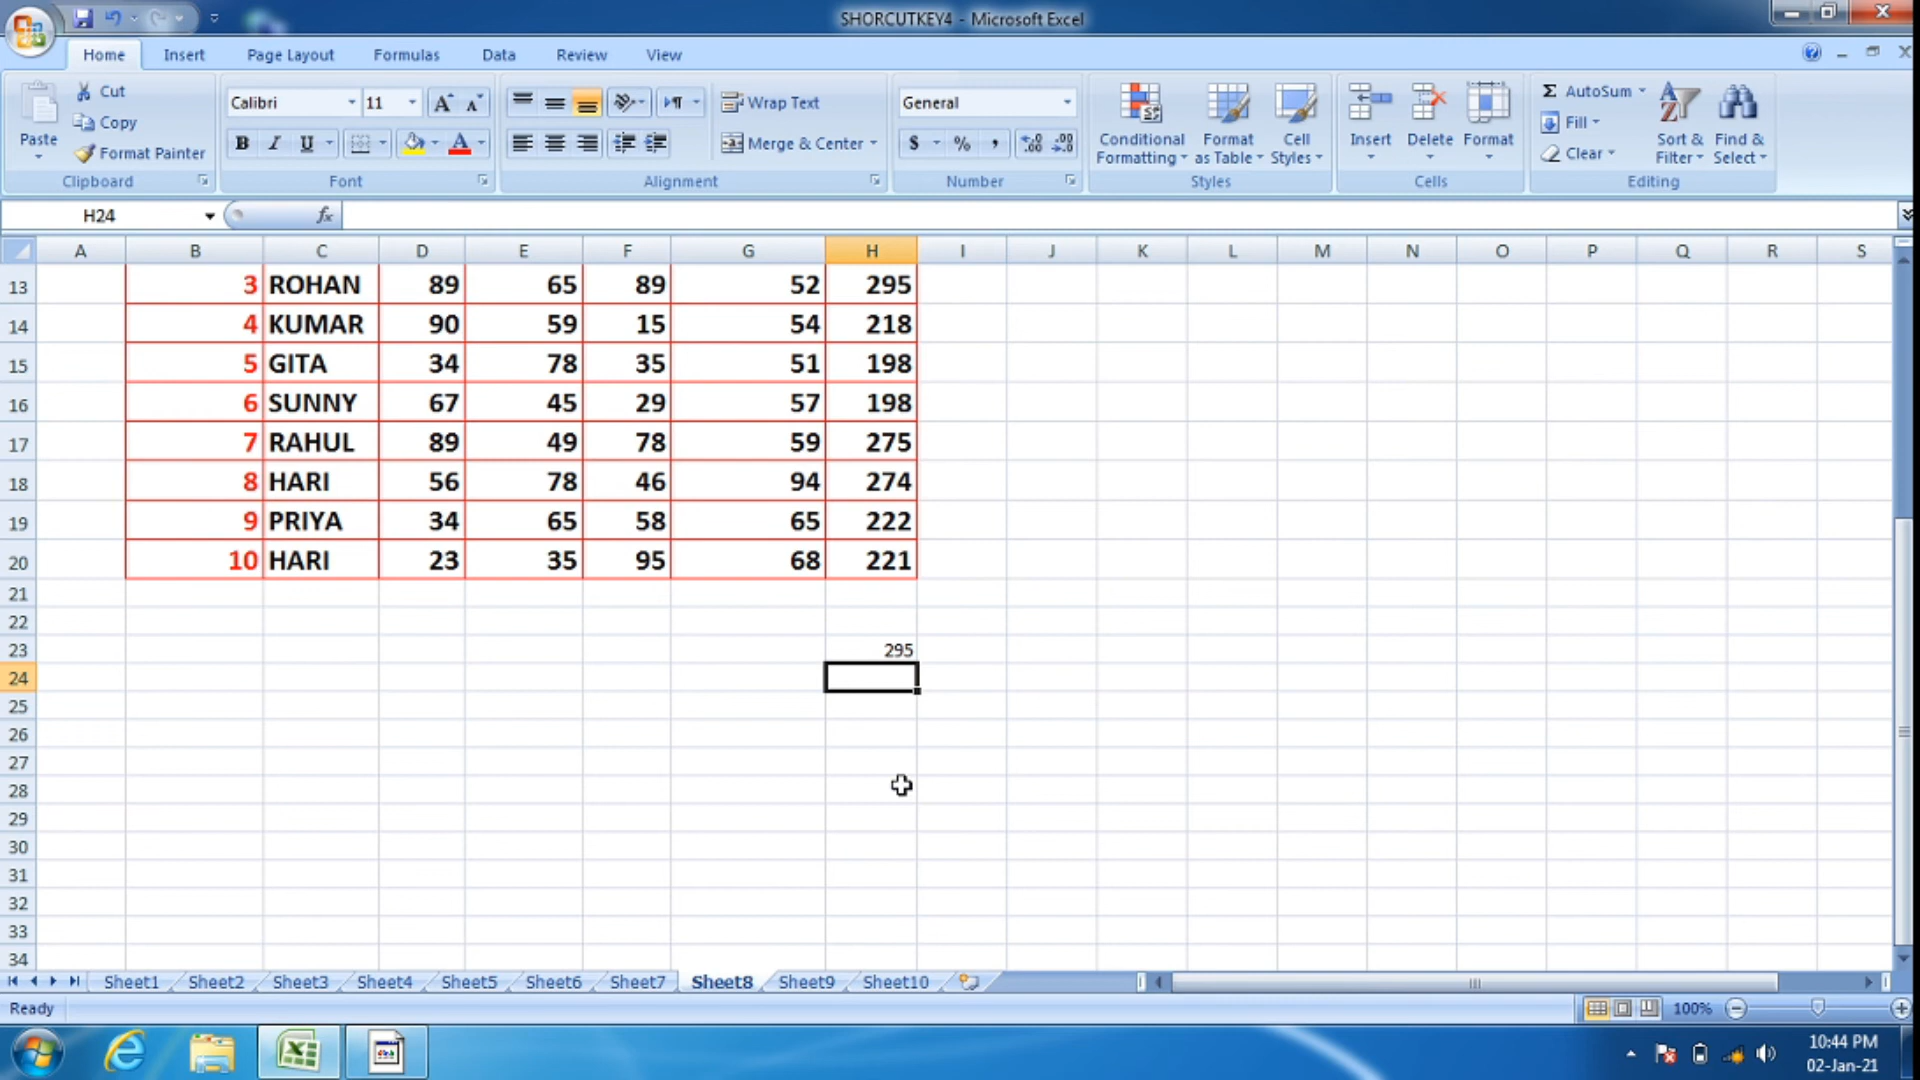 SHORCUTKEY4 - Microsoft Excel
Home Insert Page Layout Formulas Data Review View
Paste Cut Copy Format Painter
Clipboard
Calibri 11
B I U
Font
Wrap Text
Merge & Center
Alignment
General
$ % ,
Number
Conditional Formatting Format as Table Cell Styles
Styles
Insert Delete Format
Cells
Σ AutoSum Fill Clear
Sort & Filter Find & Select
Editing
H24 fx
A B C D E F G H I J K L M N O P Q R S
13 3 ROHAN 89 65 89 52 295
14 4 KUMAR 90 59 15 54 218
15 5 GITA 34 78 35 51 198
16 6 SUNNY 67 45 29 57 198
17 7 RAHUL 89 49 78 59 275
18 8 HARI 56 78 46 94 274
19 9 PRIYA 34 65 58 65 222
20 10 HARI 23 35 95 68 221
21
22
23 295
24
25
26
27
28
29
30
31
32
33
34
Sheet1 Sheet2 Sheet3 Sheet4 Sheet5 Sheet6 Sheet7 Sheet8 Sheet9 Sheet10
Ready 100%
10:44 PM
02-Jan-21